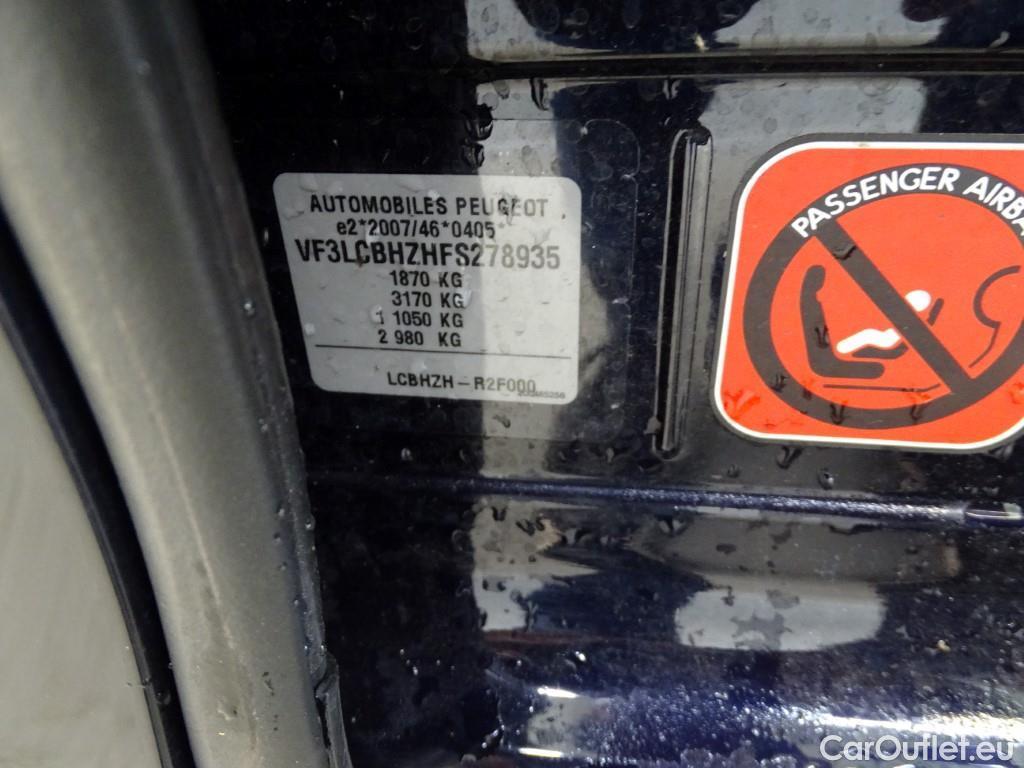 AUTOMOBILES PEUGEOT
e2*2007/46*0405*
VF3LCBHZHFS278935
1870 KG
3170 KG
1 1050 KG
2 980 KG
LCBHZH - R2F000
PASSENGER AIRBA
CarOutlet.eu